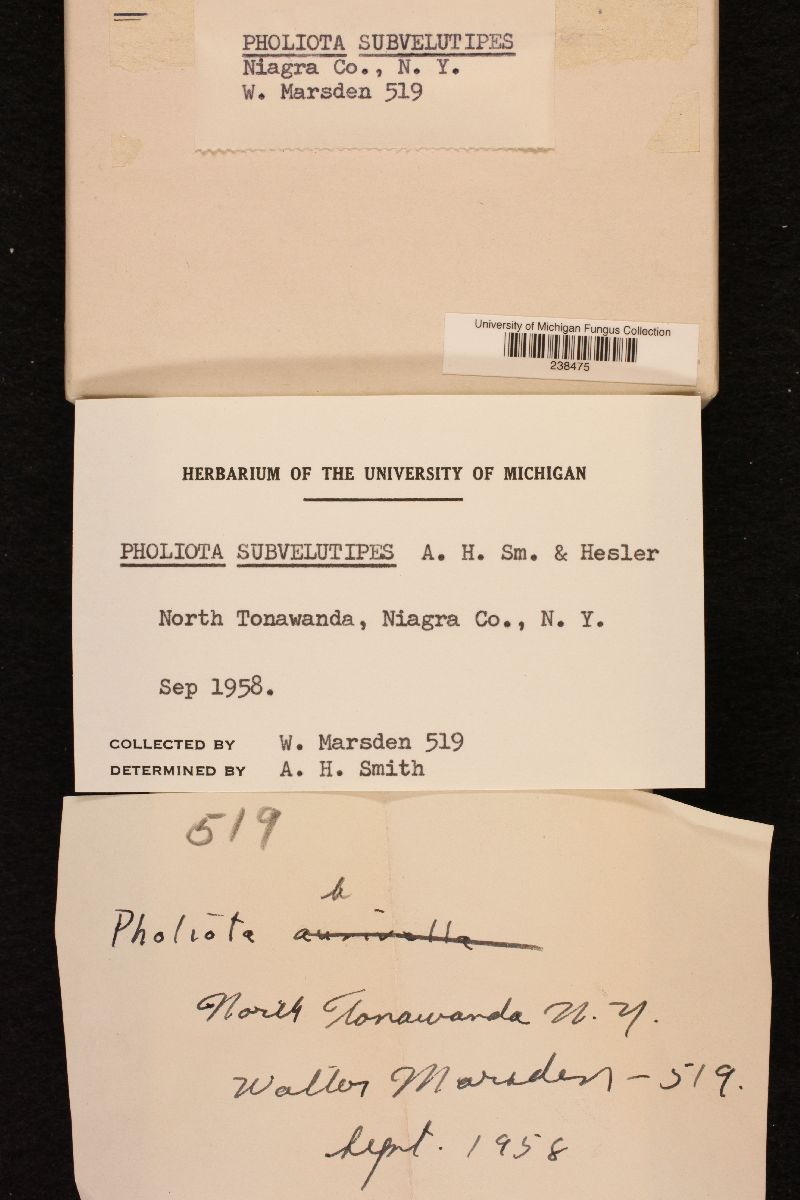 PHOLIOTA SUBVELUTIPES
Niagra Co., N. Y.
W. Marsden 519
University of Michigan Fungus Collection
238475
HERBARIUM OF THE UNIVERSITY OF MICHIGAN
PHOLIOTA SUBVELUTIPES A. H. Sm. & Hesler
North Tonawanda, Niagra Co., N. Y.
Sep 1958.
COLLECTED BY W. Marsden 519
DETERMINED BY A. H. Smith
519
Pholiota aurivella
North Tonawanda N. Y.
Walter Marsden - 519.
Sept. 1958